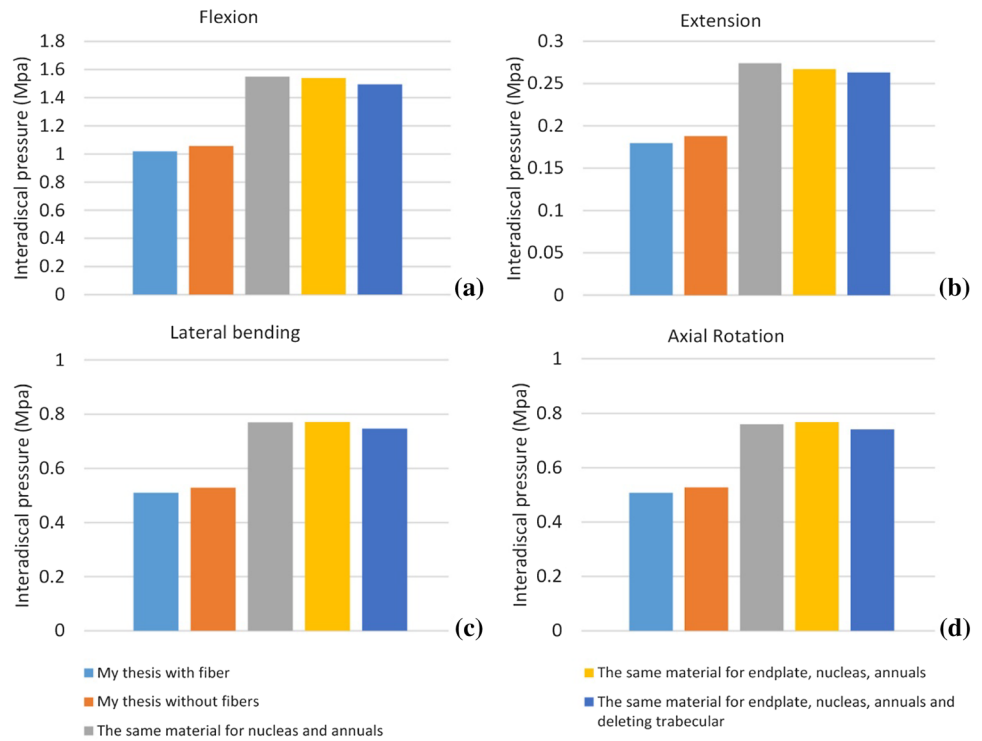 Flexion
Interadiscal pressure (Mpa)
1.8
1.6
1.4
1.2
1
0.8
0.6
0.4
0.2
0
(a)
Extension
Interadiscal pressure (Mpa)
0.3
0.25
0.2
0.15
0.1
0.05
0
(b)
Lateral bending
Interadiscal pressure (Mpa)
1
0.8
0.6
0.4
0.2
0
(c)
Axial Rotation
Interadiscal pressure (Mpa)
1
0.8
0.6
0.4
0.2
0
(d)
My thesis with fiber
My thesis without fibers
The same material for nucleas and annuals
The same material for endplate, nucleas, annuals
The same material for endplate, nucleas, annuals and
deleting trabecular